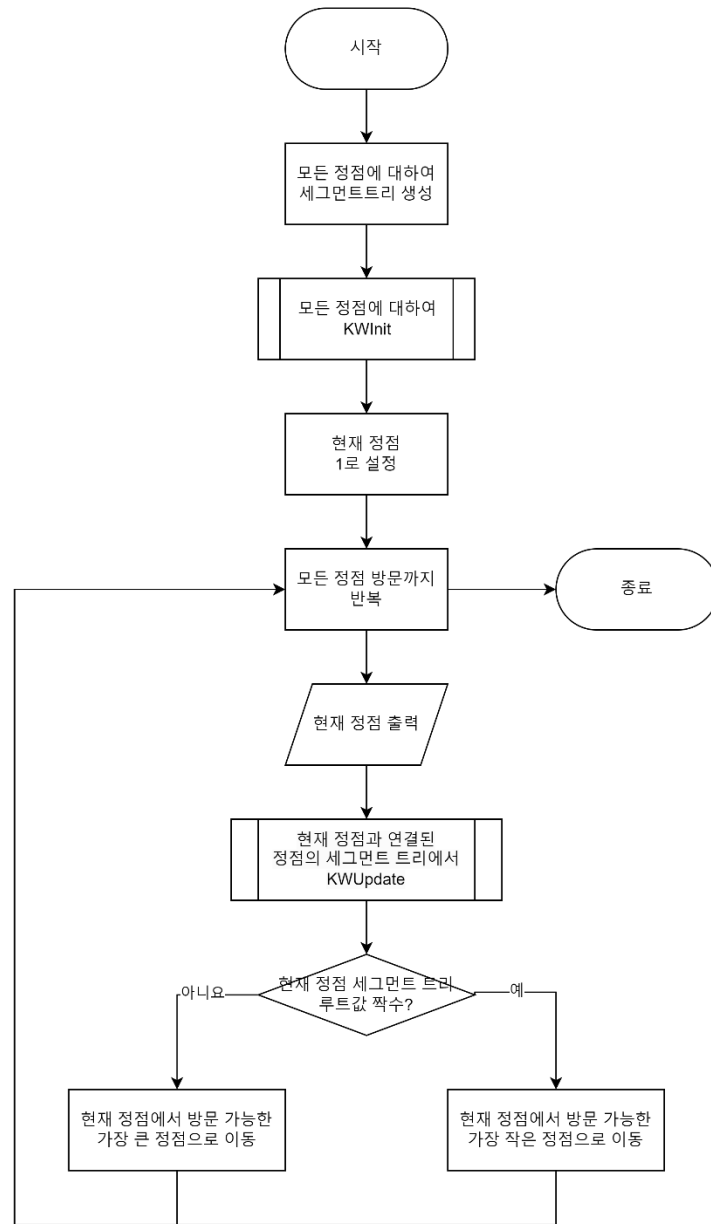 시작
모든 정점에 대하여
세그먼트트리 생성
모든 정점에 대하여
KWInit
현재 정점
1로 설정
모든 정점 방문까지
반복
종료
현재 정점 출력
현재 정점과 연결된
정점의 세그먼트 트리에서
KWUpdate
현재 정점 세그먼트 트리
루트값 짝수?
아니요
예
현재 정점에서 방문 가능한
가장 큰 정점으로 이동
현재 정점에서 방문 가능한
가장 작은 정점으로 이동